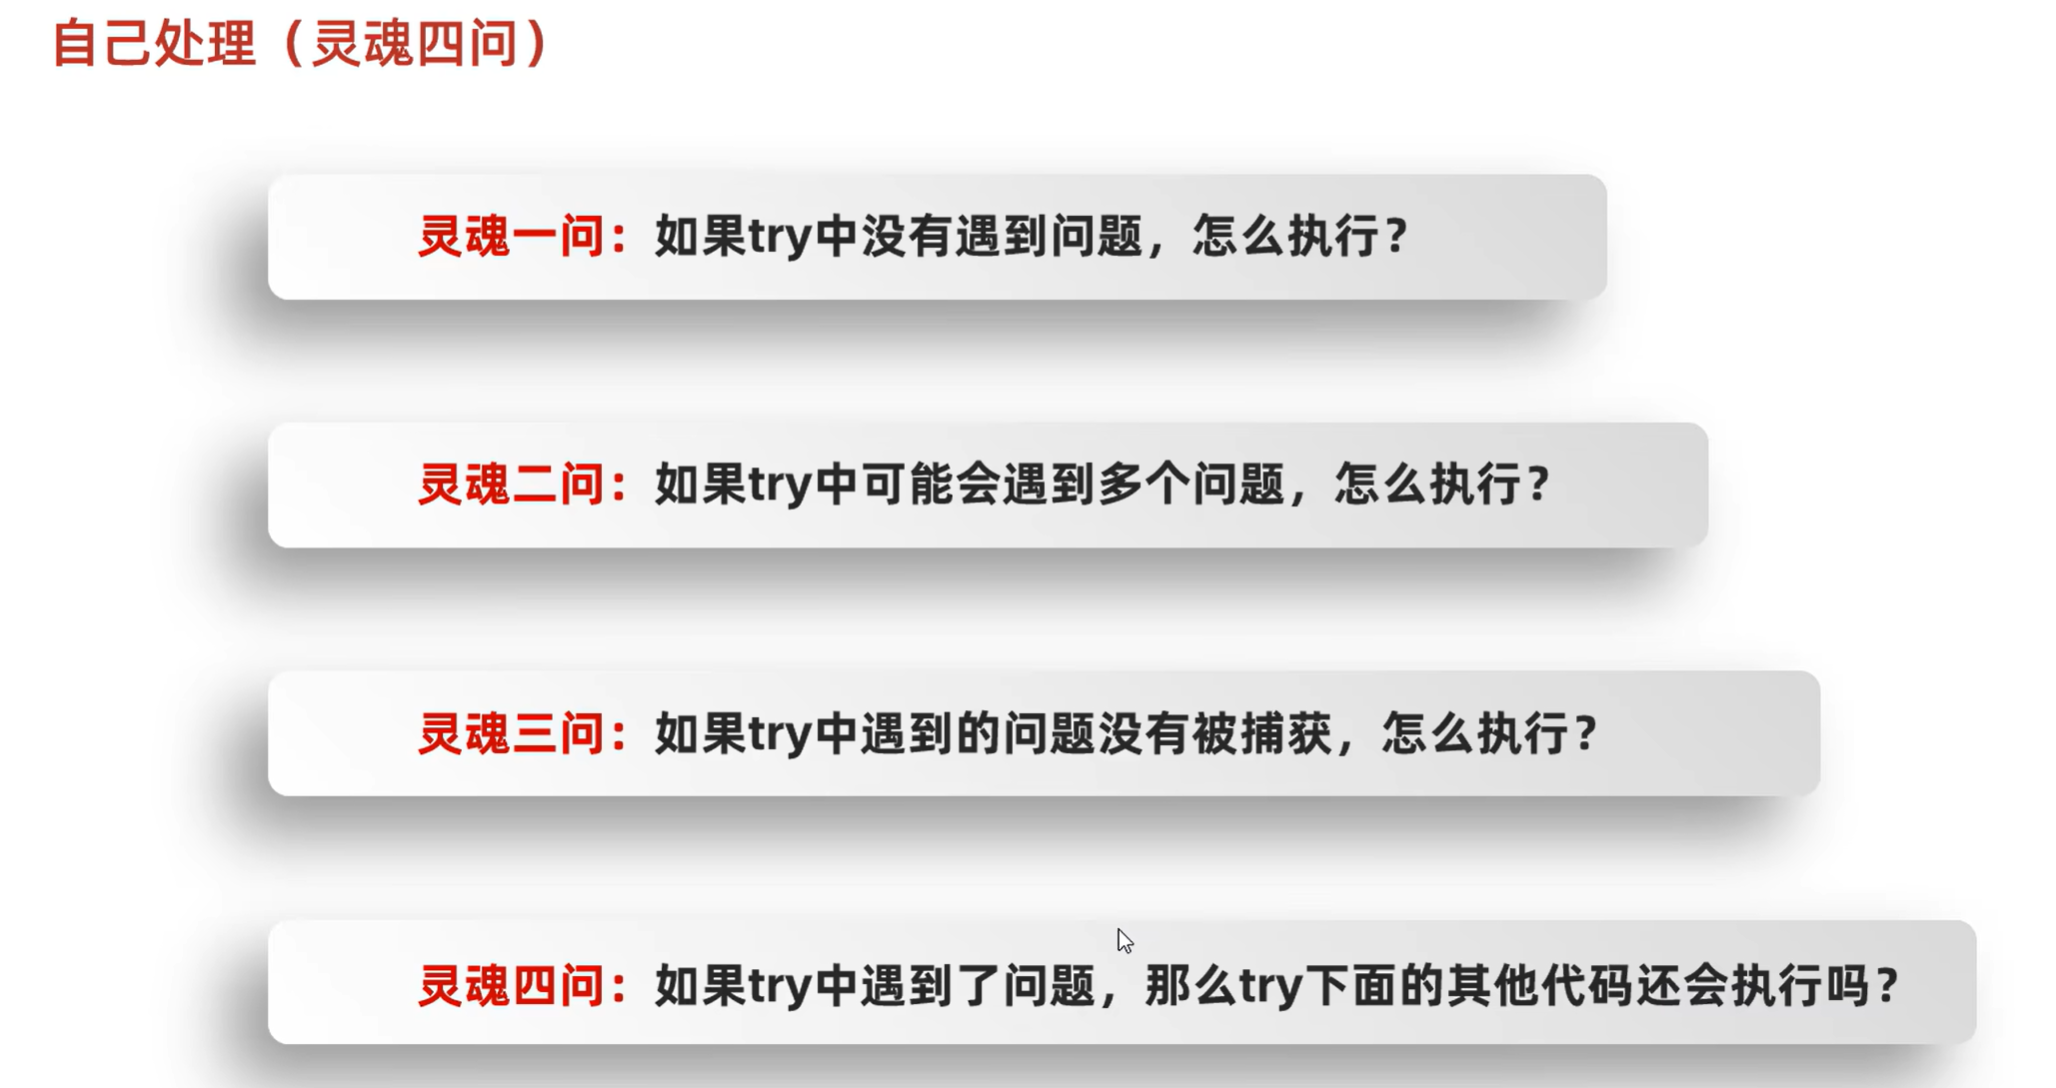 自己处理（灵魂四问）
灵魂一问：如果try中没有遇到问题，怎么执行？
灵魂二问：如果try中可能会遇到多个问题，怎么执行？
灵魂三问：如果try中遇到的问题没有被捕获，怎么执行？
灵魂四问：如果try中遇到了问题，那么try下面的其他代码还会执行吗？